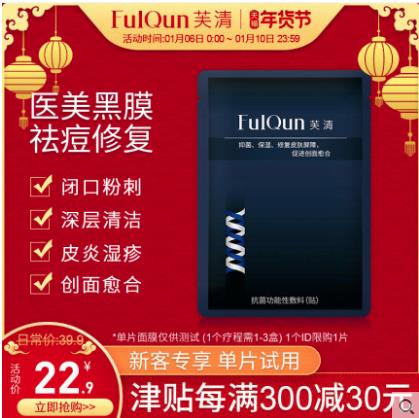 FulQun 芙清 天猫 年货节
活动时间:01月06日 0:00~ 01月10日 23:59
医美黑膜
祛痘修复
闭口粉刺
深层清洁
皮炎湿疹
创面愈合
FulQun 芙清
抑菌、保湿、修复皮肤屏障,
促进创面愈合
抗菌功能性敷料(贴)
*单片面膜仅供测试 (1个疗程需1-3盒) 1个ID限购1片
日常价:39.9
活动价 22.9 ¥
立即抢购>>
新客专享 单片试用
津贴每满300减30元